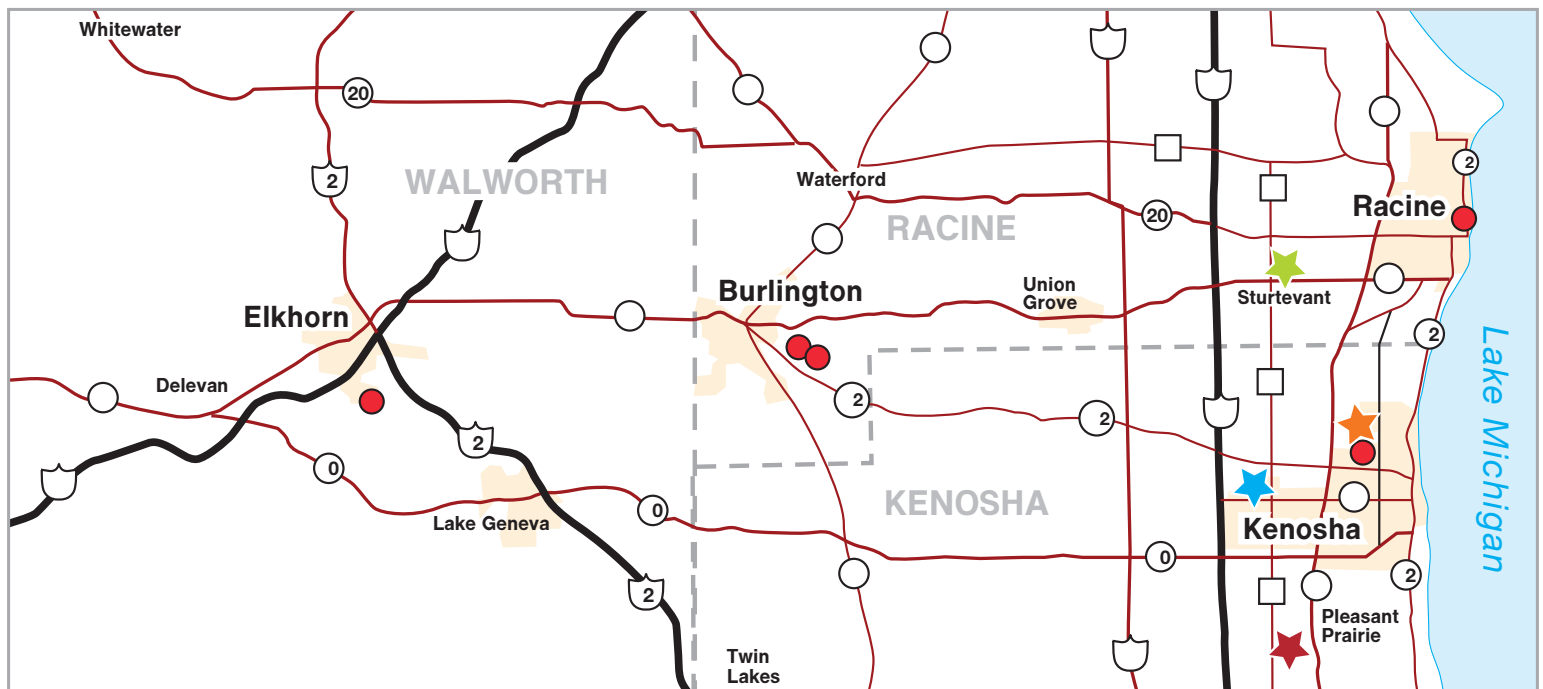 Whitewater
20
2
WALWORTH
Waterford
2
Racine
20
RACINE
Union
Grove
Sturtevant
Burlington
Elkhorn
2
Delevan
2
2
2
0
Lake Geneva
0
KENOSHA
Kenosha
0
2
2
Pleasant
Prairie
Twin
Lakes
Lake Michigan